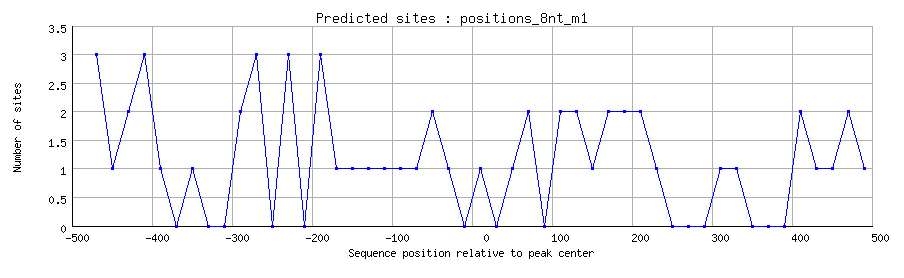 Predicted sites : positions_8nt_m1
3.5
3
2.5
2
1.5
1
0.5
0
Number of sites
-500 -400 -300 -200 -100 0 100 200 300 400 500
Sequence position relative to peak center